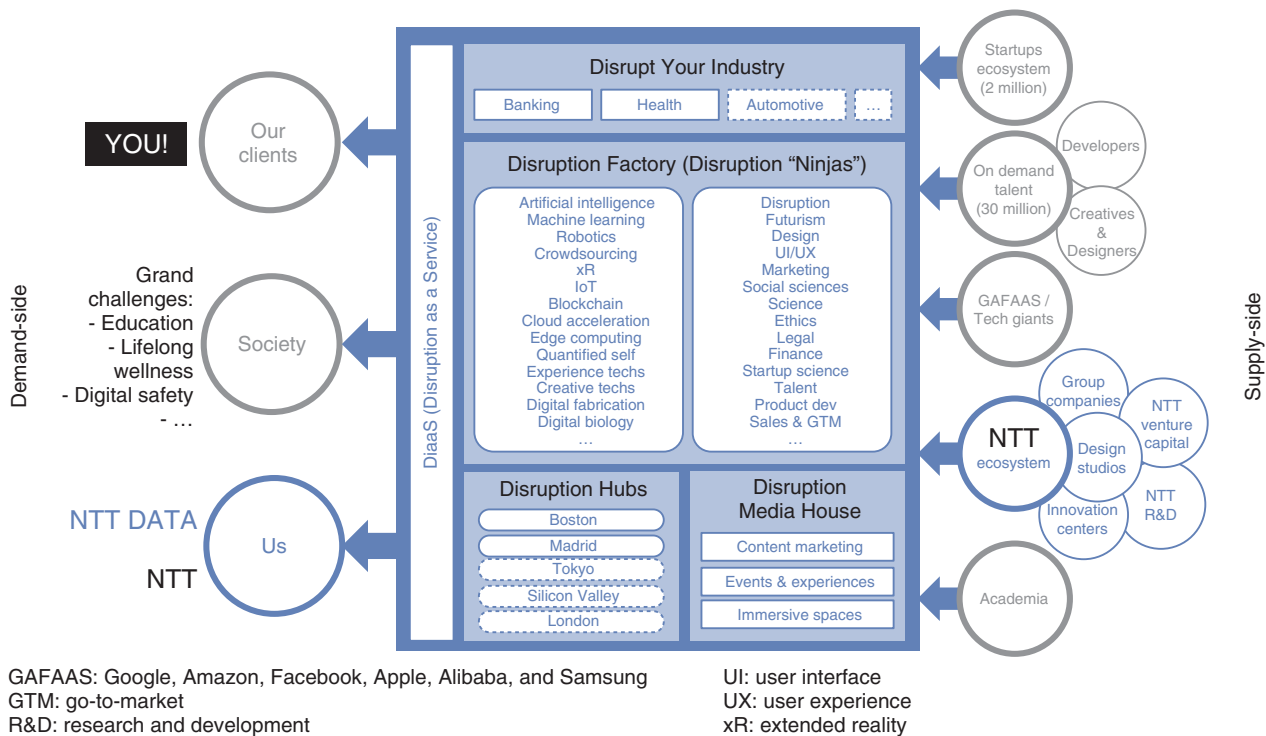 Demand-side
YOU!
Our
clients
Grand
challenges:
- Education
- Lifelong
wellness
- Digital safety
- ...
Society
NTT DATA
NTT
Us
DiaaS (Disruption as a Service)
Disrupt Your Industry
Banking
Health
Automotive
...
Disruption Factory (Disruption “Ninjas”)
Artificial intelligence
Machine learning
Robotics
Crowdsourcing
xR
IoT
Blockchain
Cloud acceleration
Edge computing
Quantified self
Experience techs
Creative techs
Digital fabrication
Digital biology
...
Disruption
Futurism
Design
UI/UX
Marketing
Social sciences
Science
Ethics
Legal
Finance
Startup science
Talent
Product dev
Sales & GTM
...
Disruption Hubs
Boston
Madrid
Tokyo
Silicon Valley
London
Disruption
Media House
Content marketing
Events & experiences
Immersive spaces
Startups
ecosystem
(2 million)
On demand
talent
(30 million)
Developers
Creatives
&
Designers
GAFAAS /
Tech giants
NTT
ecosystem
Group
companies
NTT
venture
capital
Design
studios
Innovation
centers
NTT
R&D
Academia
Supply-side
GAFAAS: Google, Amazon, Facebook, Apple, Alibaba, and Samsung
GTM: go-to-market
R&D: research and development
UI: user interface
UX: user experience
xR: extended reality